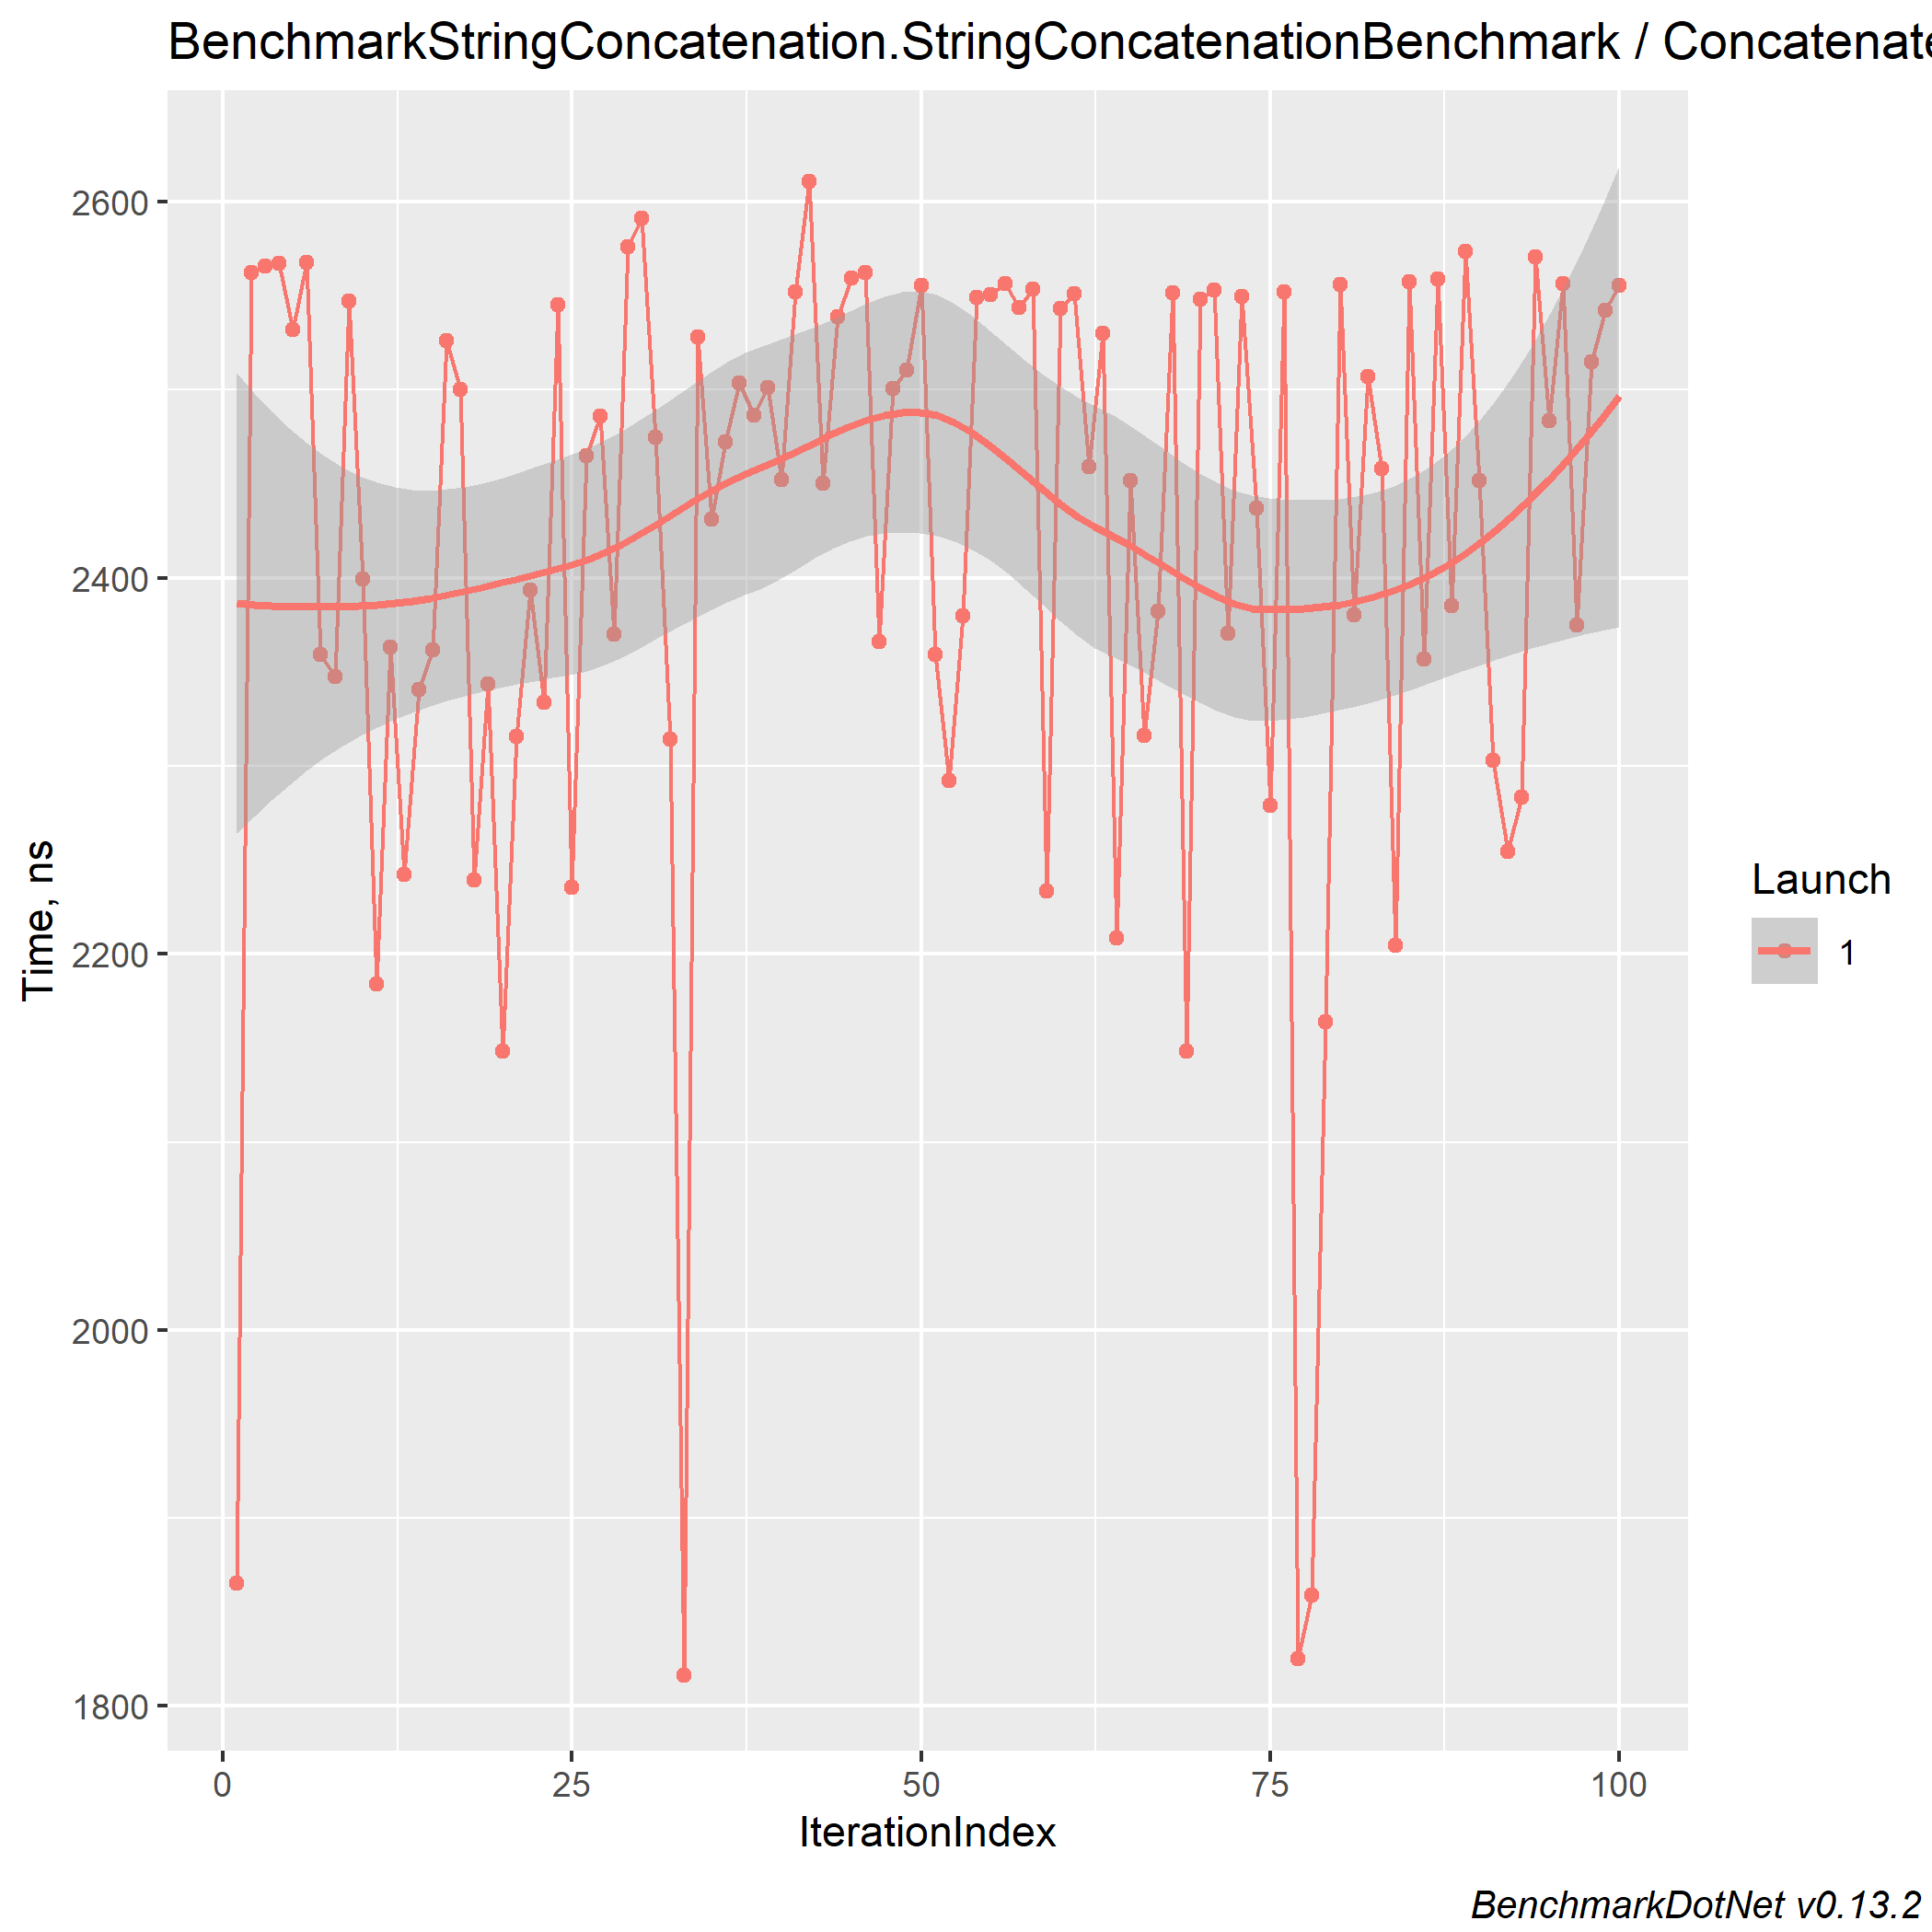 BenchmarkStringConcatenation.StringConcatenationBenchmark / Concatenate
Time, ns
2600
2400
2200
2000
1800
0 25 50 75 100
IterationIndex
Launch
1
BenchmarkDotNet v0.13.2